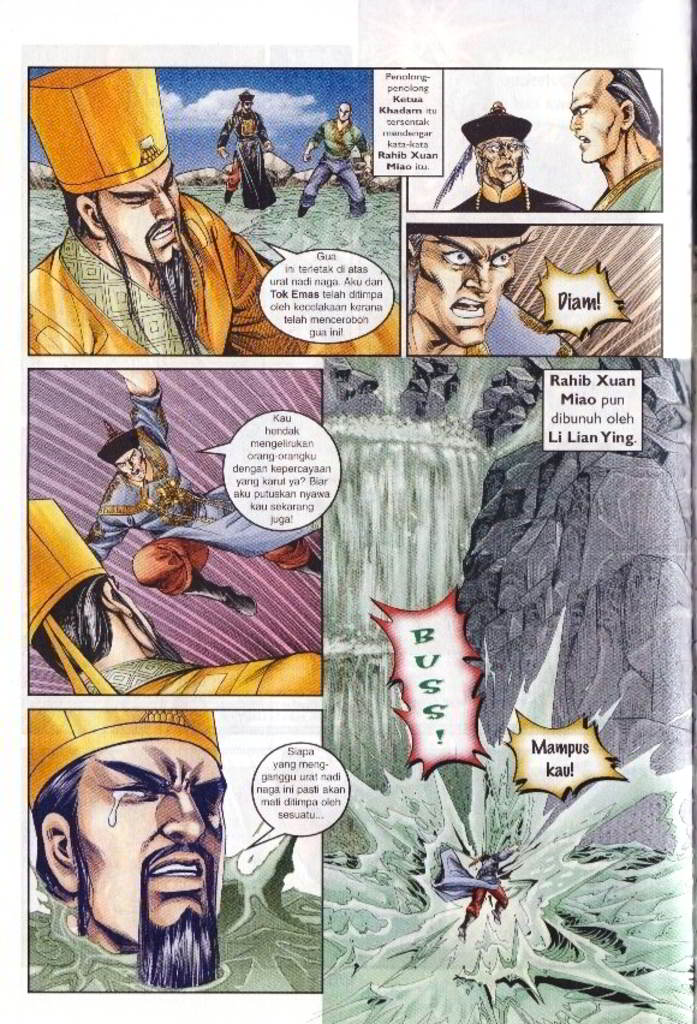 Gua
ini terletak di atas
urat nadi naga. Aku dan
Tok Emas telah ditimpa
oleh kecelakaan kerana
telah menceroboh
gua ini!
Penolong-
penolong
Ketua
Khadam itu
tersentak
mendengar
kata-kata
Rahib Xuan
Miao itu.
Diam!
Kau
hendak
mengelirukan
orang-orangku
dengan kepercayaan
yang karut ya? Biar
aku putuskan nyawa
kau sekarang
juga!
Rahib Xuan
Miao pun
dibunuh oleh
Li Lian Ying.
BUSS!
Mampus
kau!
Siapa
yang meng-
ganggu urat nadi
naga ini pasti akan
mati ditimpa oleh
sesuatu...